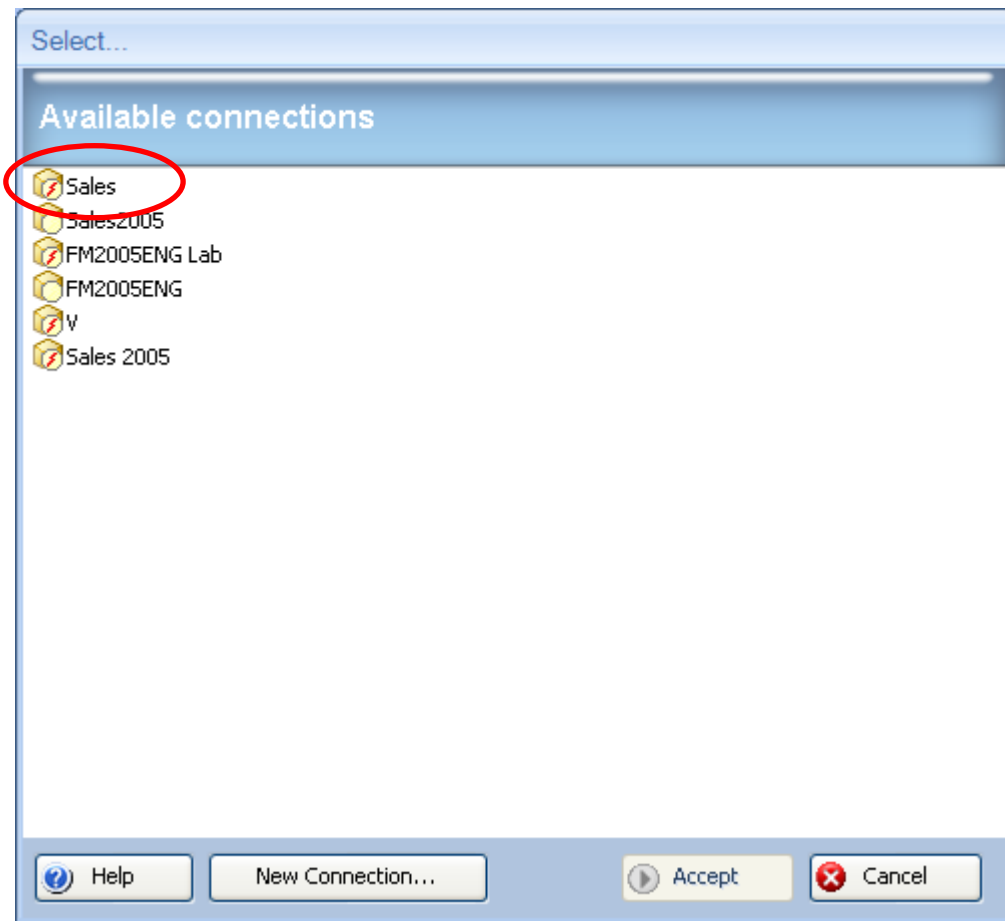 Select...
Available connections
Sales
Sales2005
FM2005ENG Lab
FM2005ENG
V
Sales 2005
Help New Connection... Accept Cancel